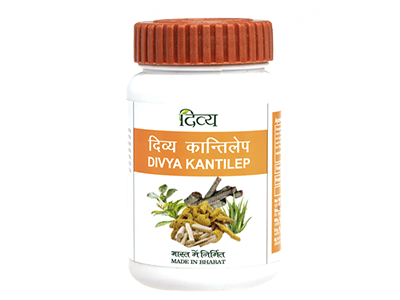 दिव्य
दिव्य कान्तिलेप
DIVYA KANTILEP
भारत में निर्मित
MADE IN BHARAT